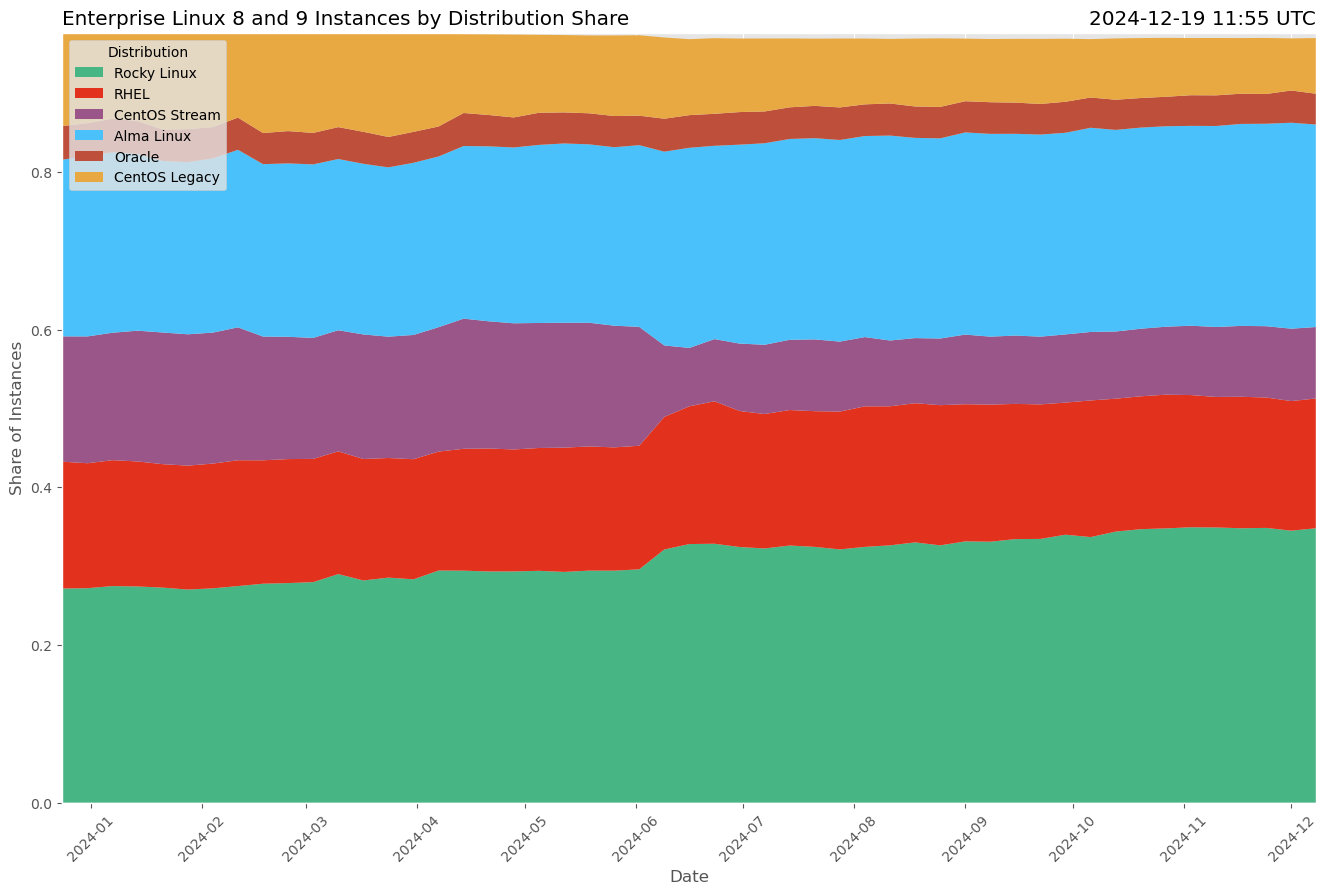 Enterprise Linux 8 and 9 Instances by Distribution Share
2024-12-19 11:55 UTC
Distribution
Rocky Linux
RHEL
CentOS Stream
Alma Linux
Oracle
CentOS Legacy
Share of Instances
0.8
0.6
0.4
0.2
0.0
2024-01
2024-02
2024-03
2024-04
2024-05
2024-06
2024-07
2024-08
2024-09
2024-10
2024-11
2024-12
Date